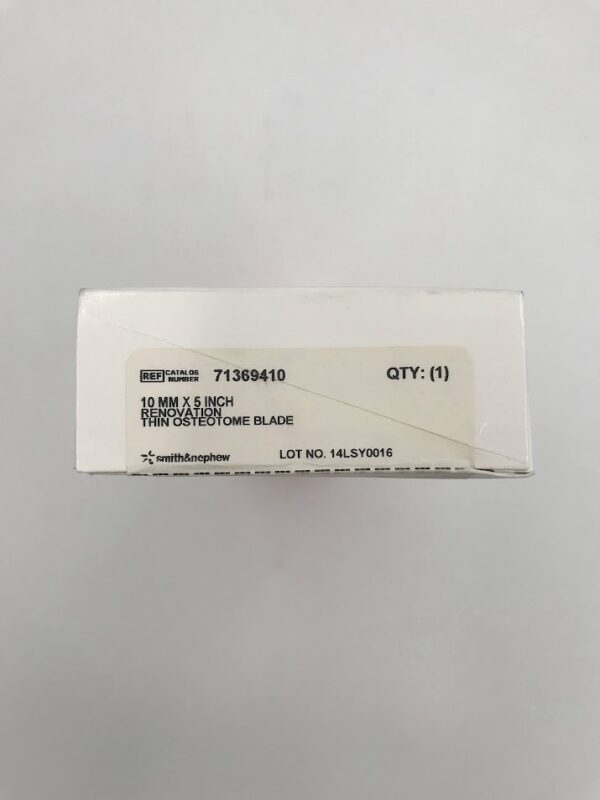 REF CATALOG NUMBER 71369410 QTY: (1)
10 MM X 5 INCH
RENOVATION
THIN OSTEOTOME BLADE
smith&nephew LOT NO. 14LSY0016